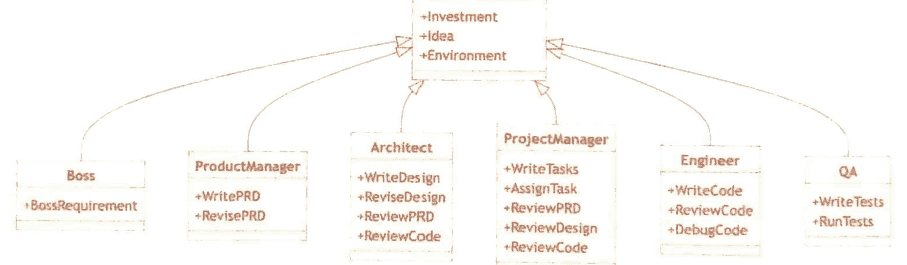 +Investment
+Idea
+Environment
Boss
+BossRequirement
ProductManager
+WritePRD
+RevisePRD
Architect
+WriteDesign
+ReviseDesign
+ReviewPRD
+ReviewCode
ProjectManager
+WriteTasks
+AssignTask
+ReviewPRD
+ReviewDesign
+ReviewCode
Engineer
+WriteCode
+ReviewCode
+DebugCode
QA
+WriteTests
+RunTests